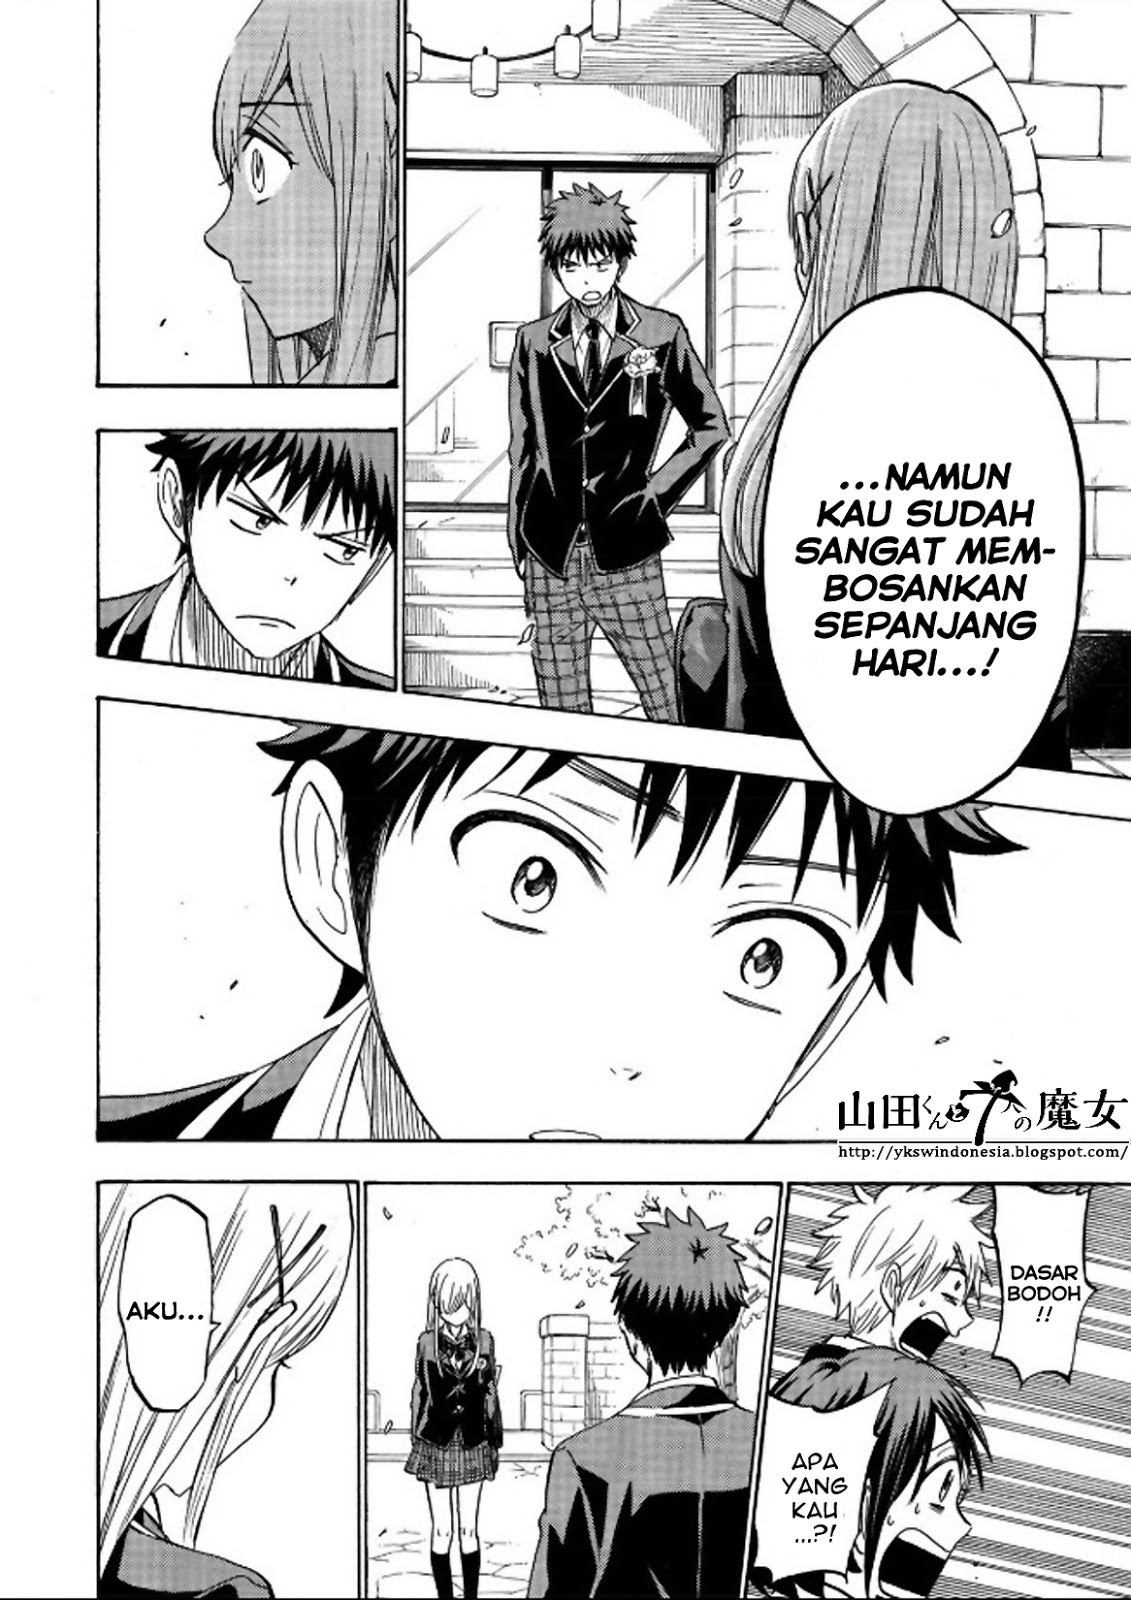 ...NAMUN
KAU SUDAH
SANGAT MEM-
BOSANKAN
SEPANJANG
HARI...!
山田くんと7人の魔女
http://ykswindonesia.blogspot.com/
DASAR
BODOH
!!
APA
YANG
KAU
...?!
AKU...